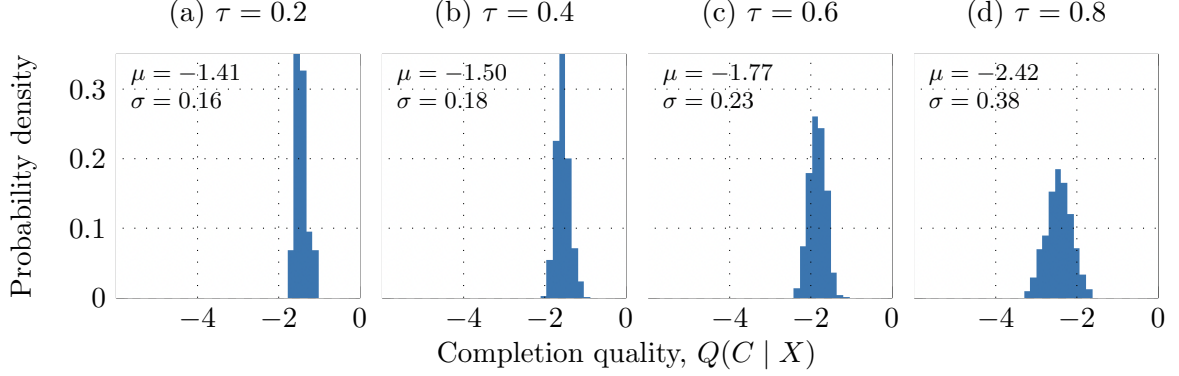 (a) τ = 0.2
(b) τ = 0.4
(c) τ = 0.6
(d) τ = 0.8
Probability density
0.3
0.2
0.1
0
μ = −1.41
σ = 0.16
μ = −1.50
σ = 0.18
μ = −1.77
σ = 0.23
μ = −2.42
σ = 0.38
−4 −2 0
−4 −2 0
−4 −2 0
−4 −2 0
Completion quality, Q(C | X)